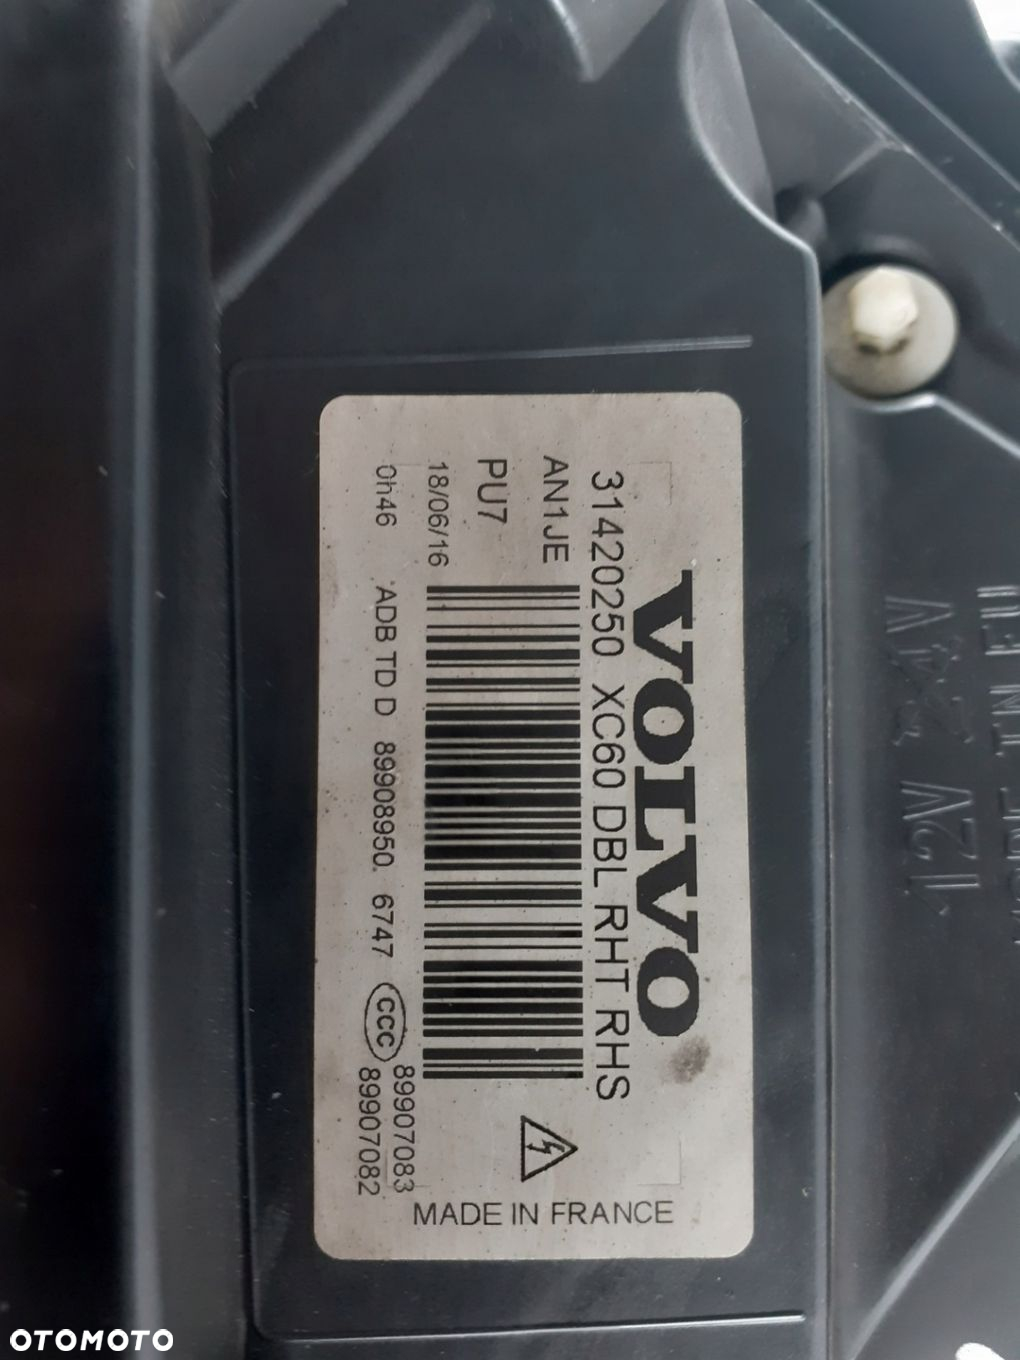 VOLVO
31420250 XC60 DBL RHT RHS
AN1JE
PU7
18/06/16
0h46 ADB TD D 89908950. 6747 CCC 89907083
89907082
MADE IN FRANCE
12V 24V
OTOMOTO